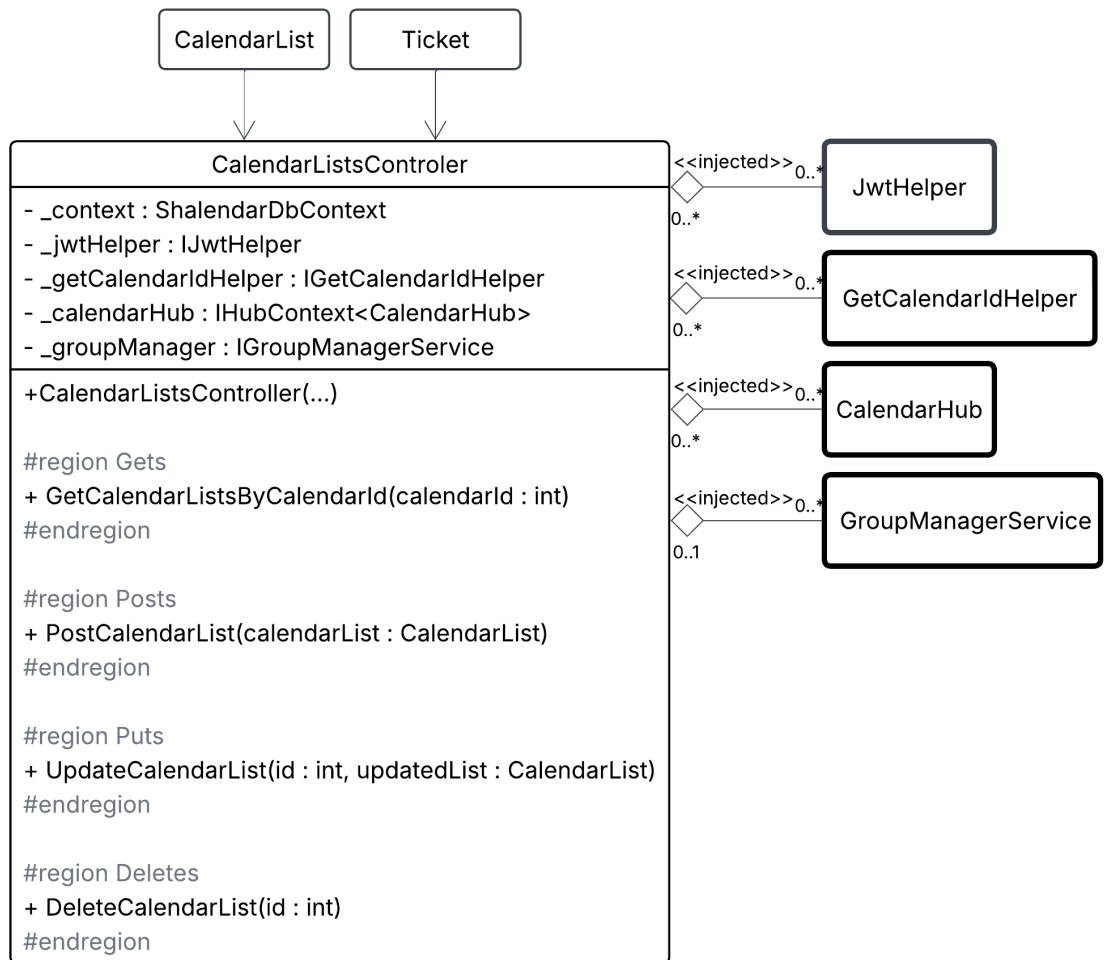 CalendarList
Ticket
CalendarListsControler
- _context : ShalendarDbContext
- _jwtHelper : IJwtHelper
- _getCalendarIdHelper : IGetCalendarIdHelper
- _calendarHub : IHubContext<CalendarHub>
- _groupManager : IGroupManagerService
+CalendarListsController(...)
#region Gets
+ GetCalendarListsByCalendarId(calendarId : int)
#endregion
#region Posts
+ PostCalendarList(calendarList : CalendarList)
#endregion
#region Puts
+ UpdateCalendarList(id : int, updatedList : CalendarList)
#endregion
#region Deletes
+ DeleteCalendarList(id : int)
#endregion
<<injected>>
0..*
0..*
JwtHelper
<<injected>>
0..*
0..*
GetCalendarIdHelper
<<injected>>
0..*
0..*
CalendarHub
<<injected>>
0..*
0..1
GroupManagerService